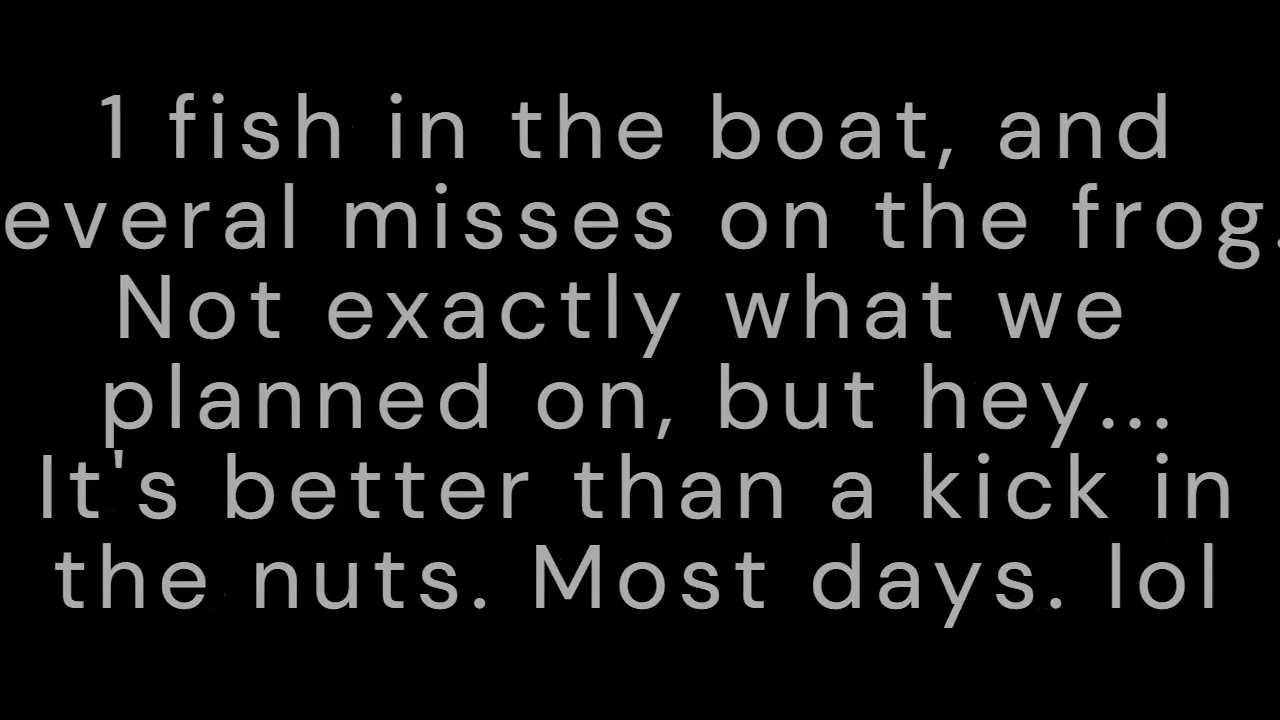 1 fish in the boat, and
everal misses on the frog.
Not exactly what we
planned on, but hey...
It's better than a kick in
the nuts. Most days. lol